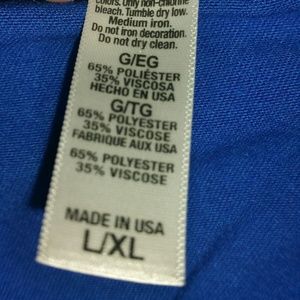 colors. Only non-chlorine
bleach. Tumble dry low.
Medium iron.
Do not iron decoration.
Do not dry clean.
G/EG
65% POLIÉSTER
35% VISCOSA
HECHO EN USA
G/TG
65% POLYESTER
35% VISCOSE
FABRIQUE AUX USA
65% POLYESTER
35% VISCOSE
MADE IN USA
L/XL